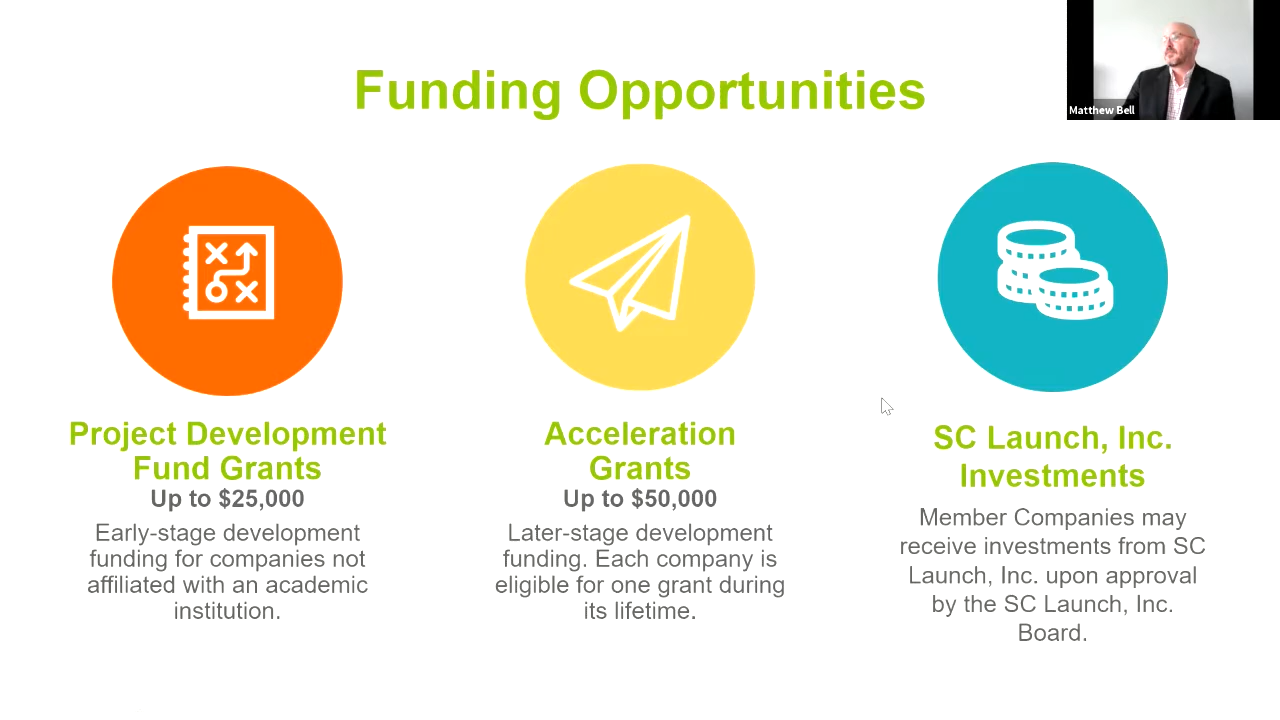 Funding Opportunities
Matthew Bell
Project Development
Fund Grants
Up to $25,000
Early-stage development
funding for companies not
affiliated with an academic
institution.
Acceleration
Grants
Up to $50,000
Later-stage development
funding. Each company is
eligible for one grant during
its lifetime.
SC Launch, Inc.
Investments
Member Companies may
receive investments from SC
Launch, Inc. upon approval
by the SC Launch, Inc.
Board.